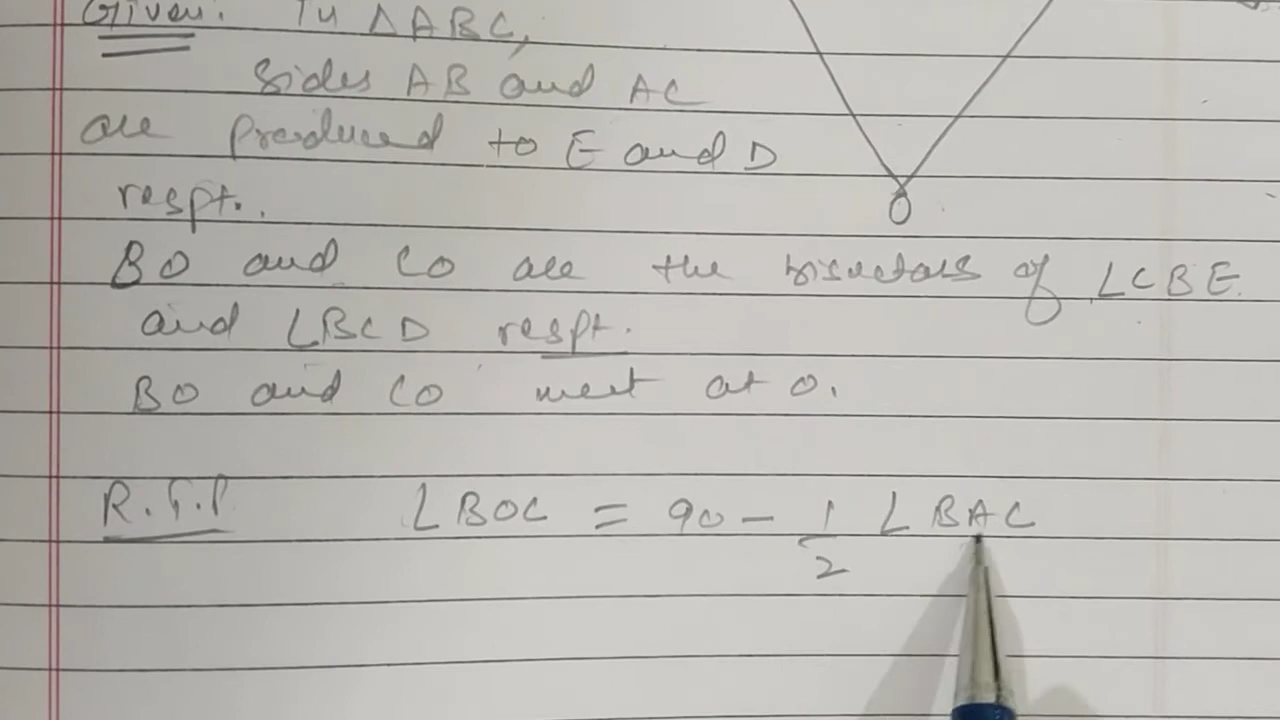 Given. In △ABC,
Sides AB and AC
are produced to E and D
respt..
O
BO and CO are the bisectors of ∠CBE.
and ∠BCD respt.
BO and CO meet at O.
R.T.P ∠BOC = 90 - 1/2 ∠BAC